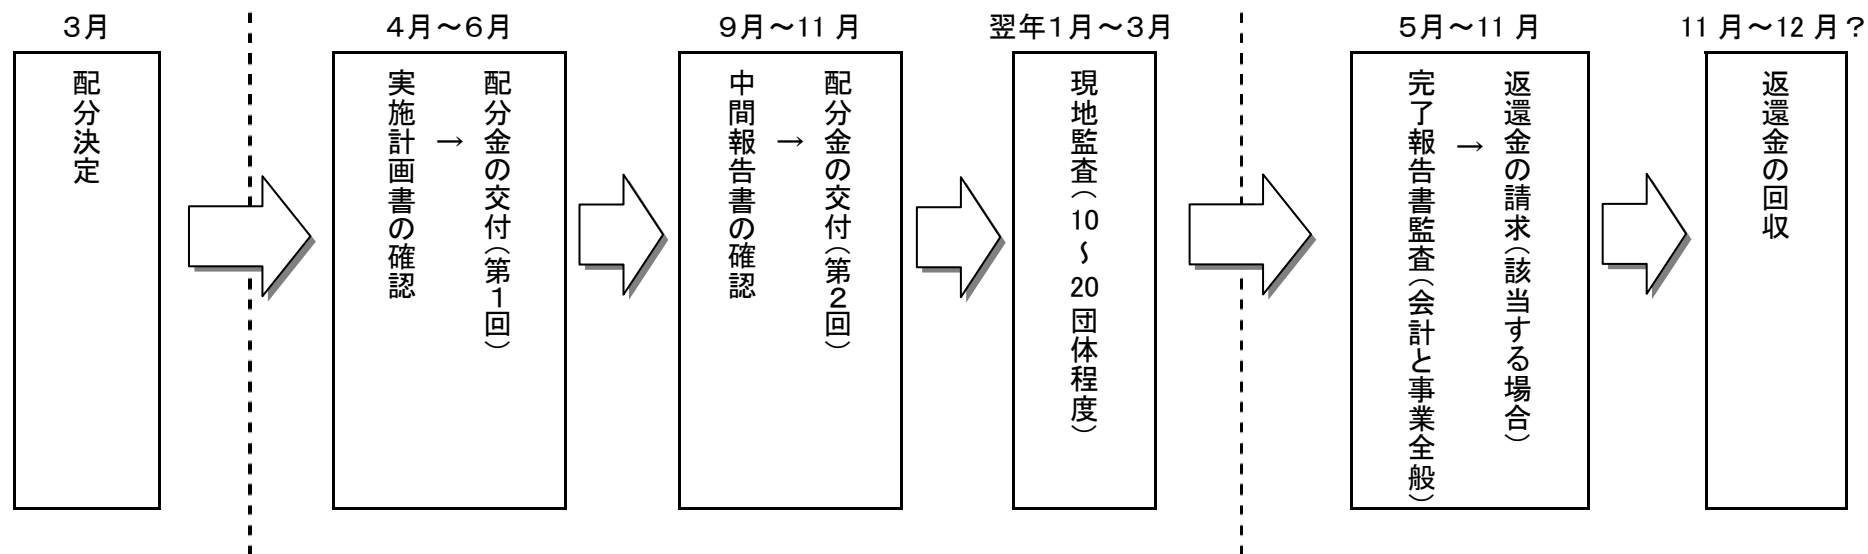 3月
配分決定
4月～6月
実施計画書の確認
→
配分金の交付（第1回）
9月～11月
中間報告書の確認
→
配分金の交付（第2回）
翌年1月～3月
現地監査（10～20団体程度）
5月～11月
完了報告書監査（会計と事業全般）
→
返還金の請求（該当する場合）
11月～12月？
返還金の回収